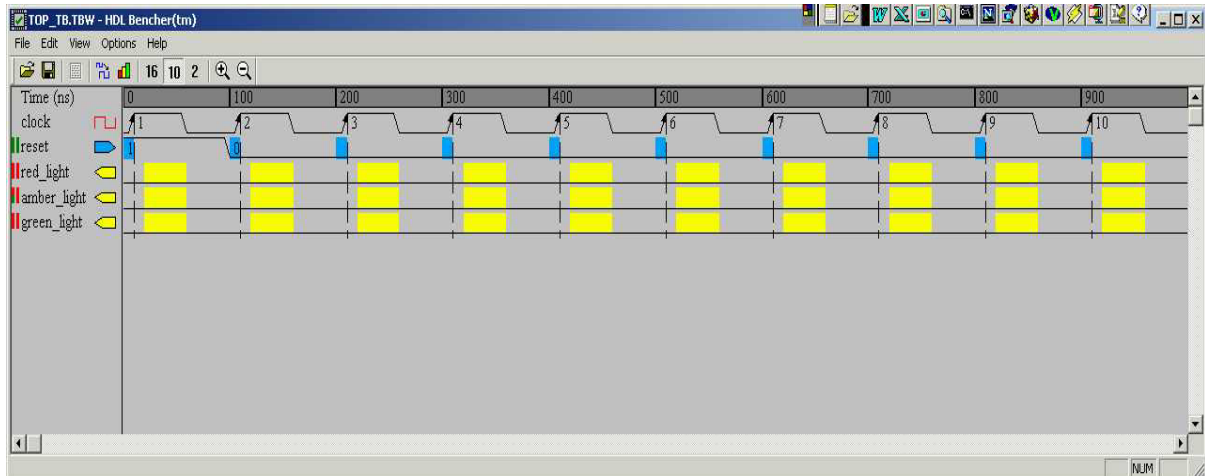 TOP_TB.TBW - HDL Bencher(tm)
File Edit View Options Help
16 10 2
Time (ns) 0 100 200 300 400 500 600 700 800 900
clock 1 2 3 4 5 6 7 8 9 10
reset 1 0
red_light
amber_light
green_light
NUM